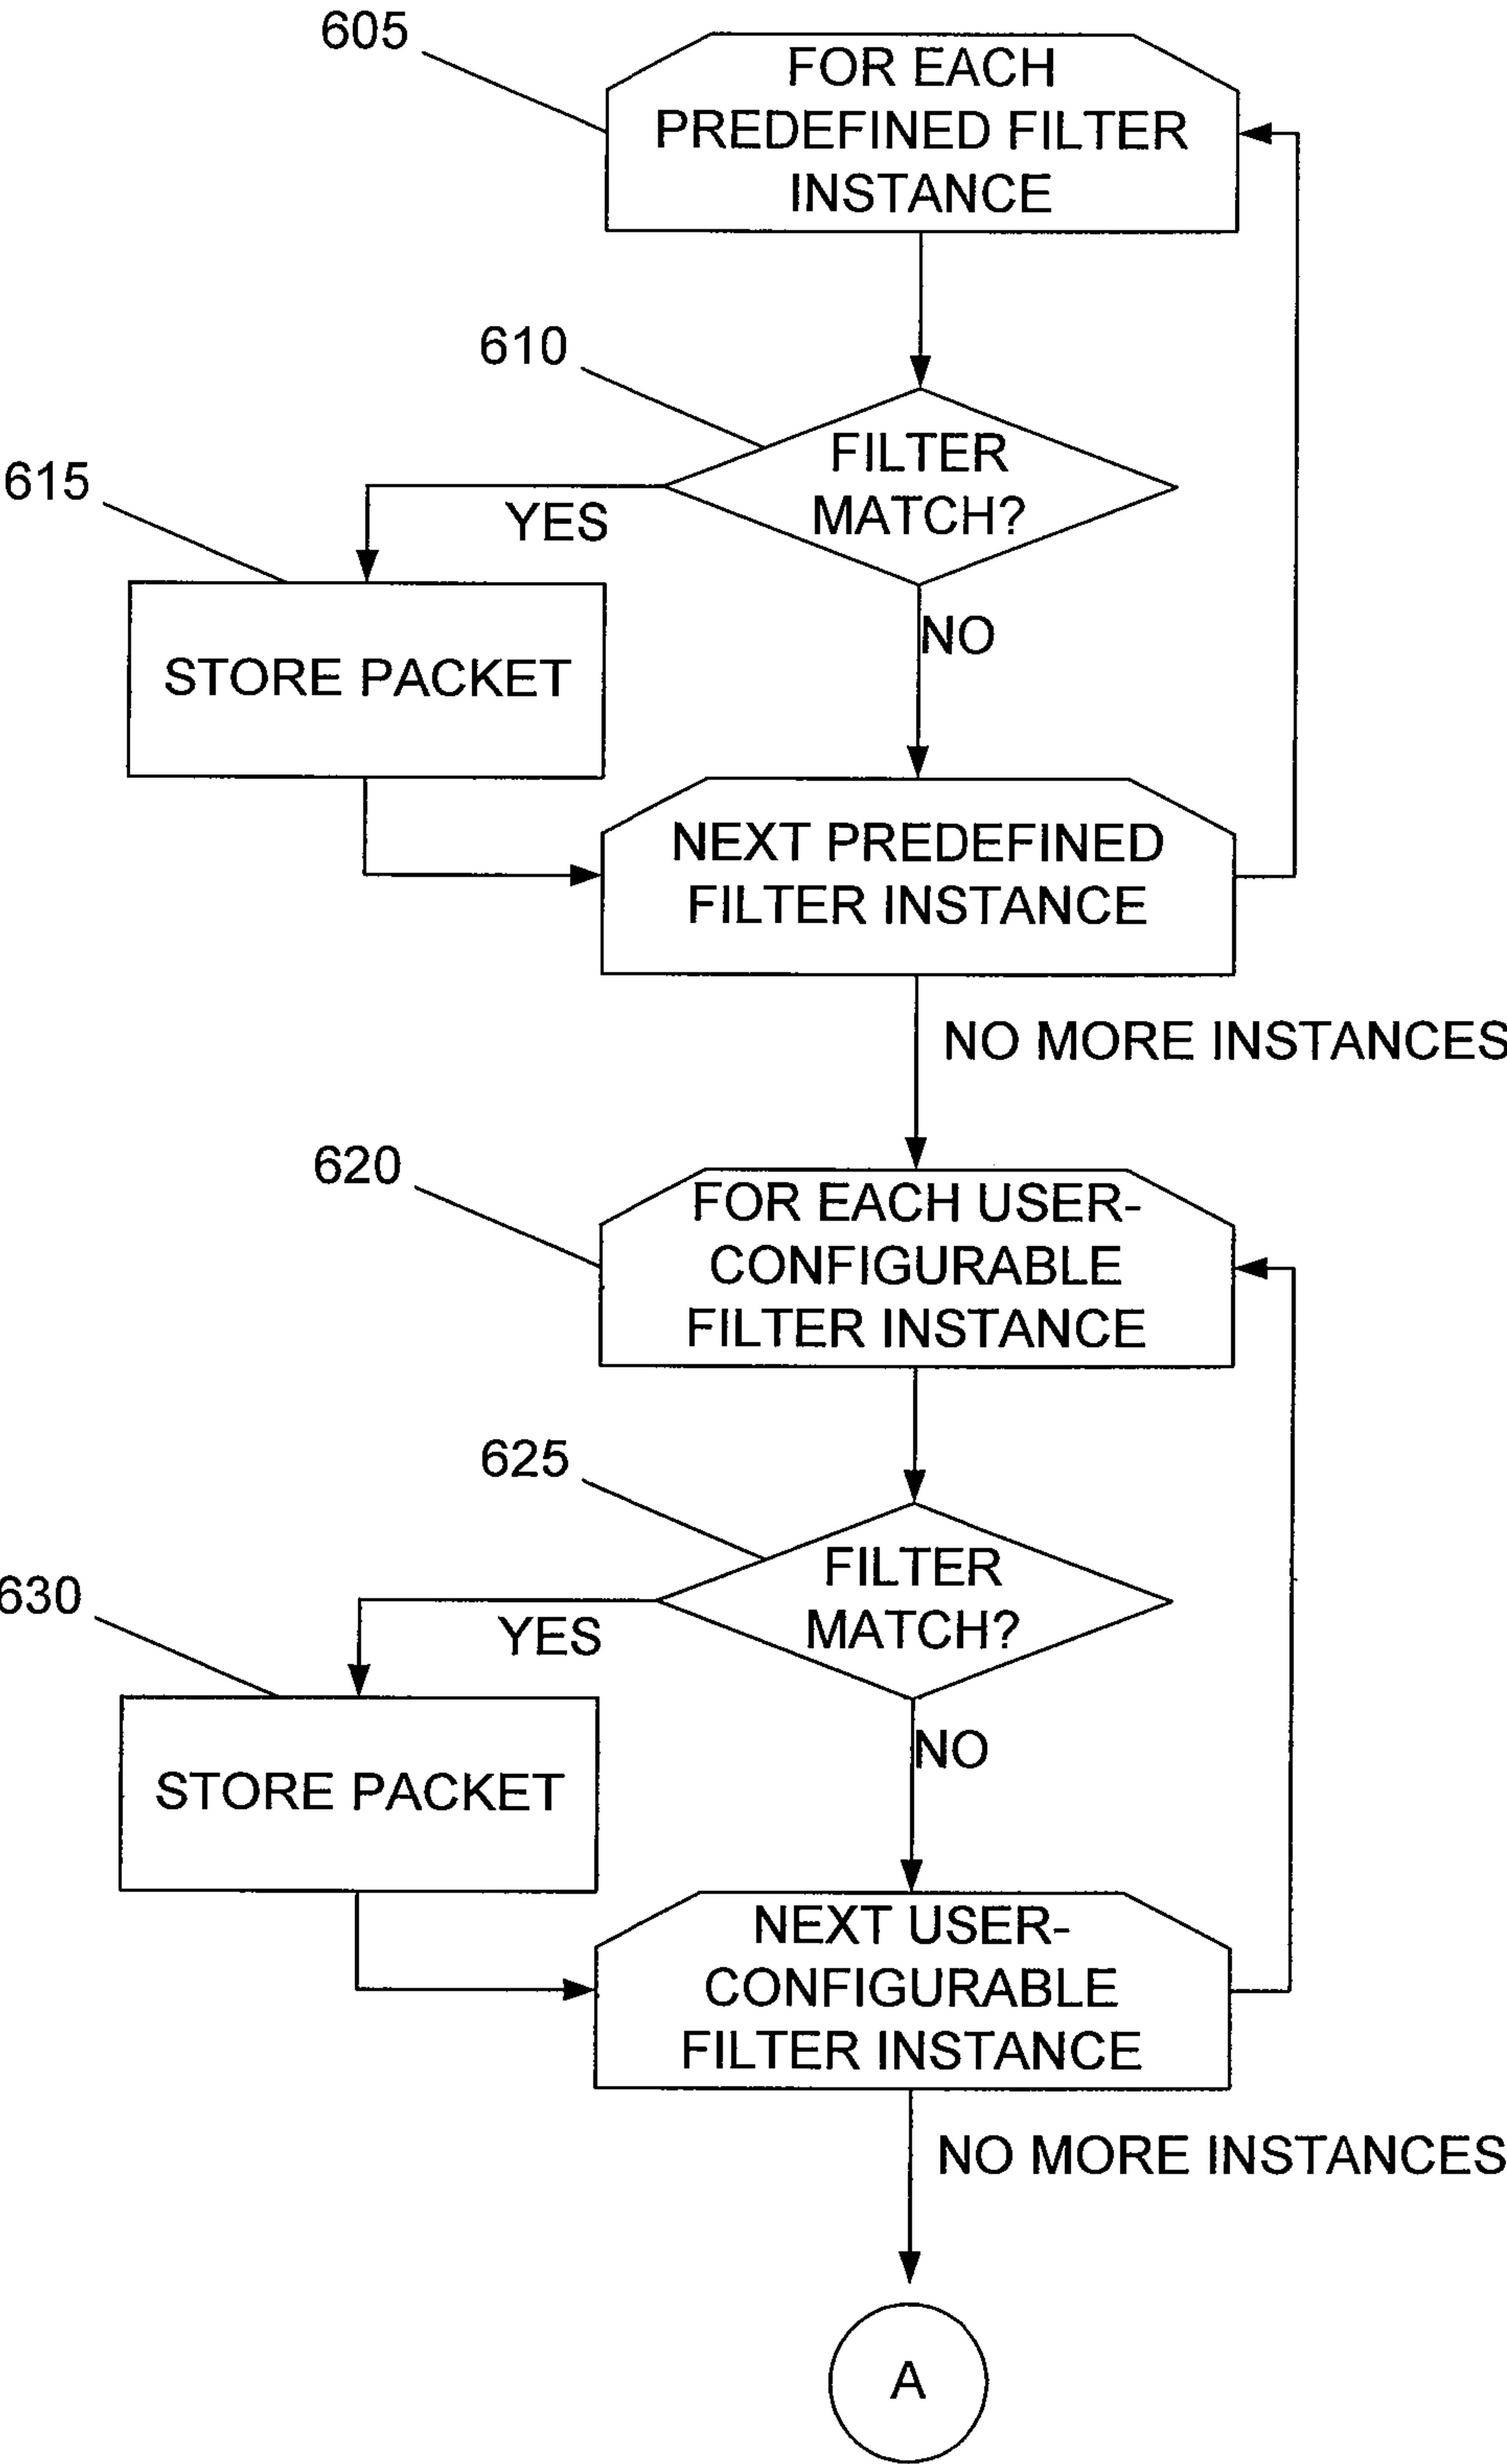 605
FOR EACH
PREDEFINED FILTER
INSTANCE
610
FILTER
MATCH?
615
YES
NO
STORE PACKET
NEXT PREDEFINED
FILTER INSTANCE
NO MORE INSTANCES
620
FOR EACH USER-
CONFIGURABLE
FILTER INSTANCE
625
FILTER
MATCH?
630
YES
NO
STORE PACKET
NEXT USER-
CONFIGURABLE
FILTER INSTANCE
NO MORE INSTANCES
A